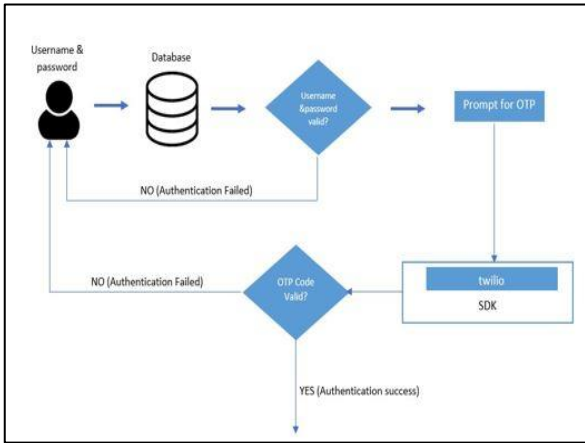 Username &
password
Database
Username
&password
valid?
Prompt for OTP
NO (Authentication Failed)
NO (Authentication Failed)
OTP Code
Valid?
twilio
SDK
YES (Authentication success)